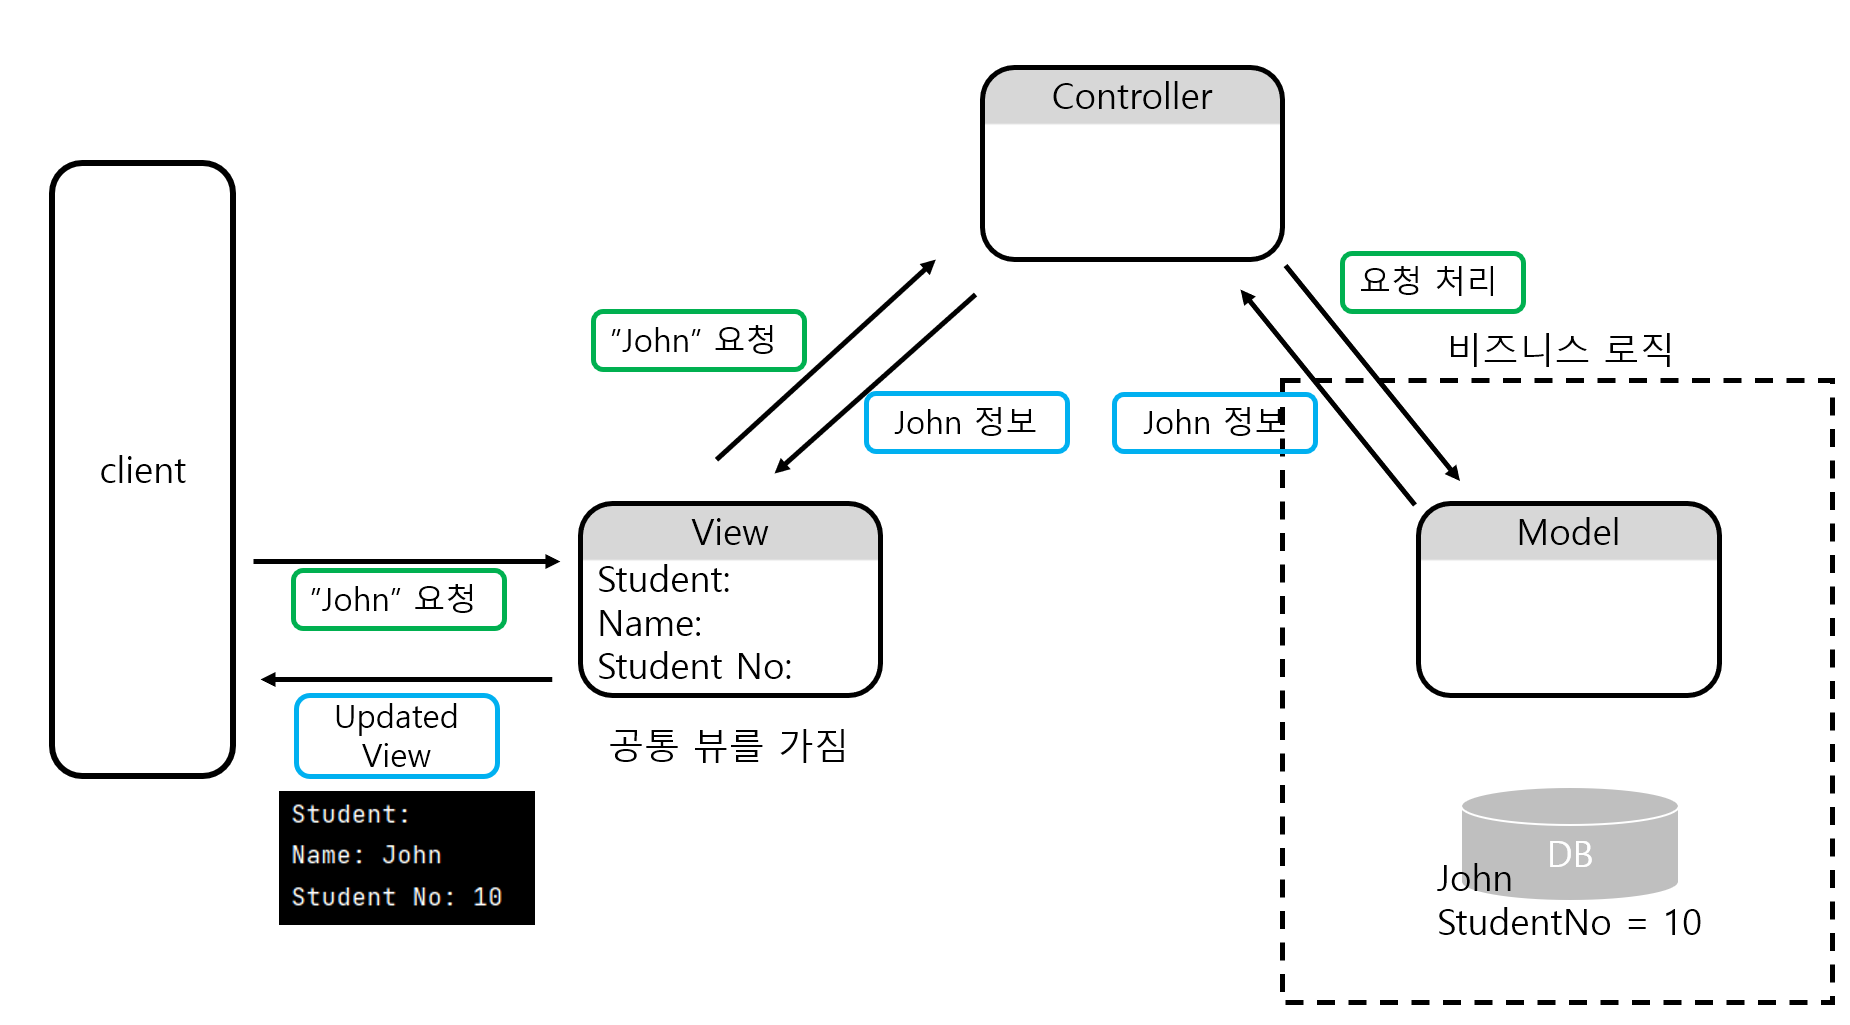 Controller
client
"John" 요청
요청 처리
비즈니스 로직
John 정보
John 정보
View
Student:
Name:
Student No:
Model
"John" 요청
Updated
View
공통 뷰를 가짐
Student:
Name: John
Student No: 10
DB
John
StudentNo = 10